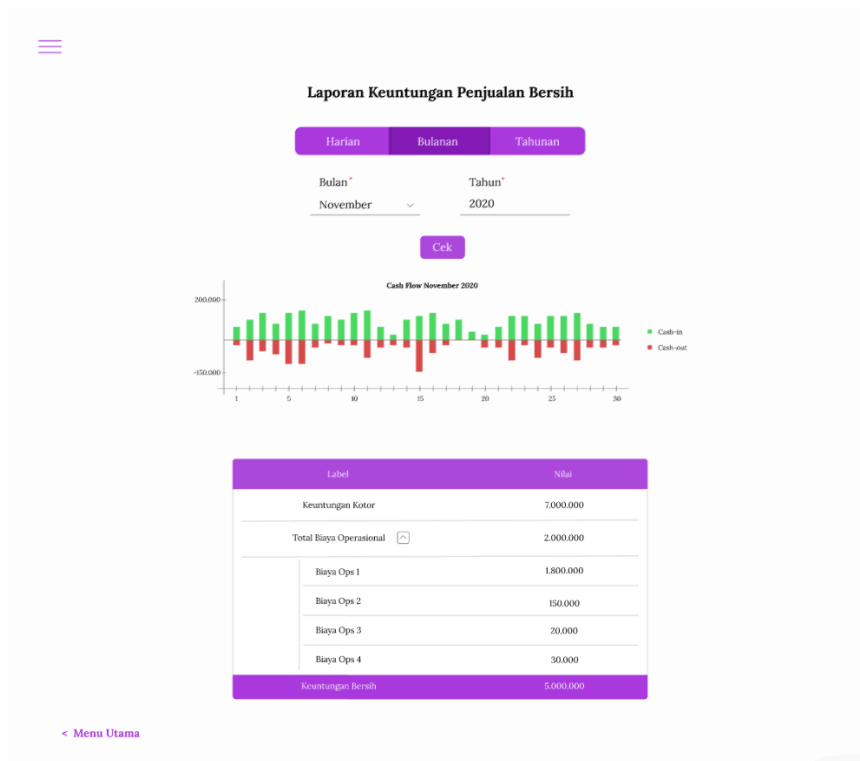 Laporan Keuntungan Penjualan Bersih
Harian Bulanan Tahunan
Bulan* Tahun*
November 2020
Cek
Cash Flow November 2020
200.000
-150.000
Cash-in
Cash-out
1 5 10 15 20 25 30
Label Nilai
Keuntungan Kotor 7.000.000
Total Biaya Operasional 2.000.000
Biaya Ops 1 1.800.000
Biaya Ops 2 150.000
Biaya Ops 3 20.000
Biaya Ops 4 30.000
Keuntungan Bersih 5.000.000
< Menu Utama